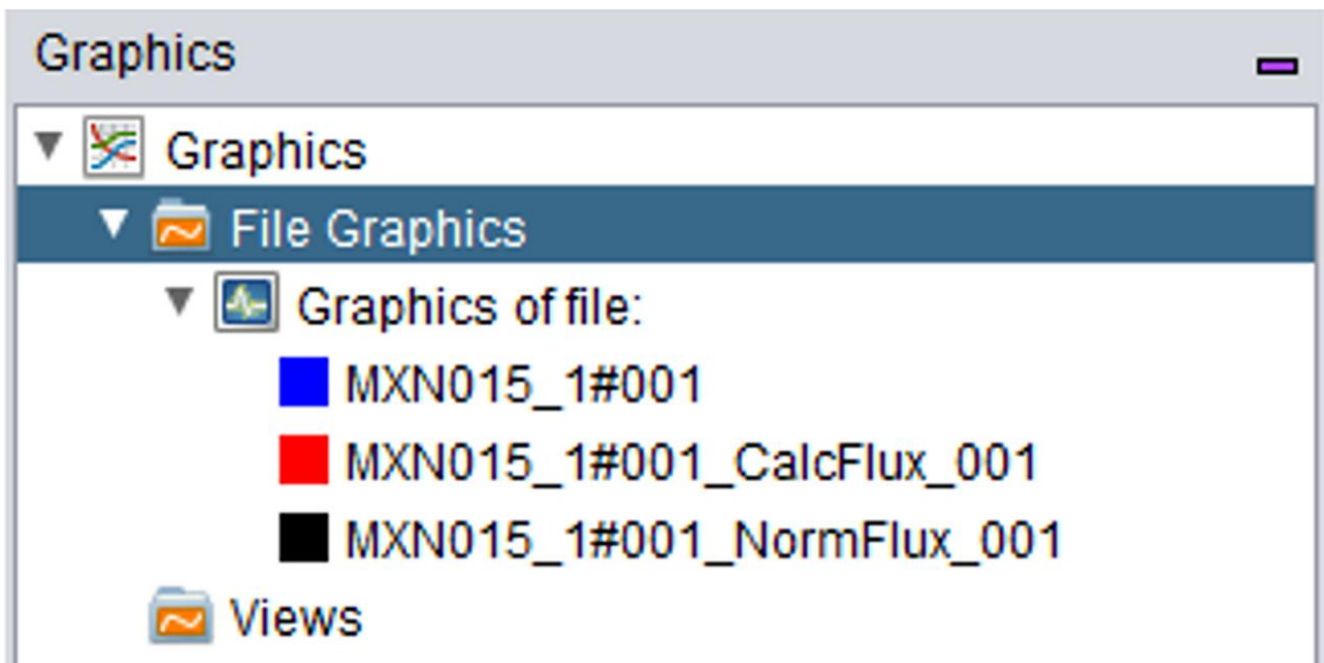 Graphics
Graphics
File Graphics
Graphics of file:
MXN015_1#001
MXN015_1#001_CalcFlux_001
MXN015_1#001_NormFlux_001
Views